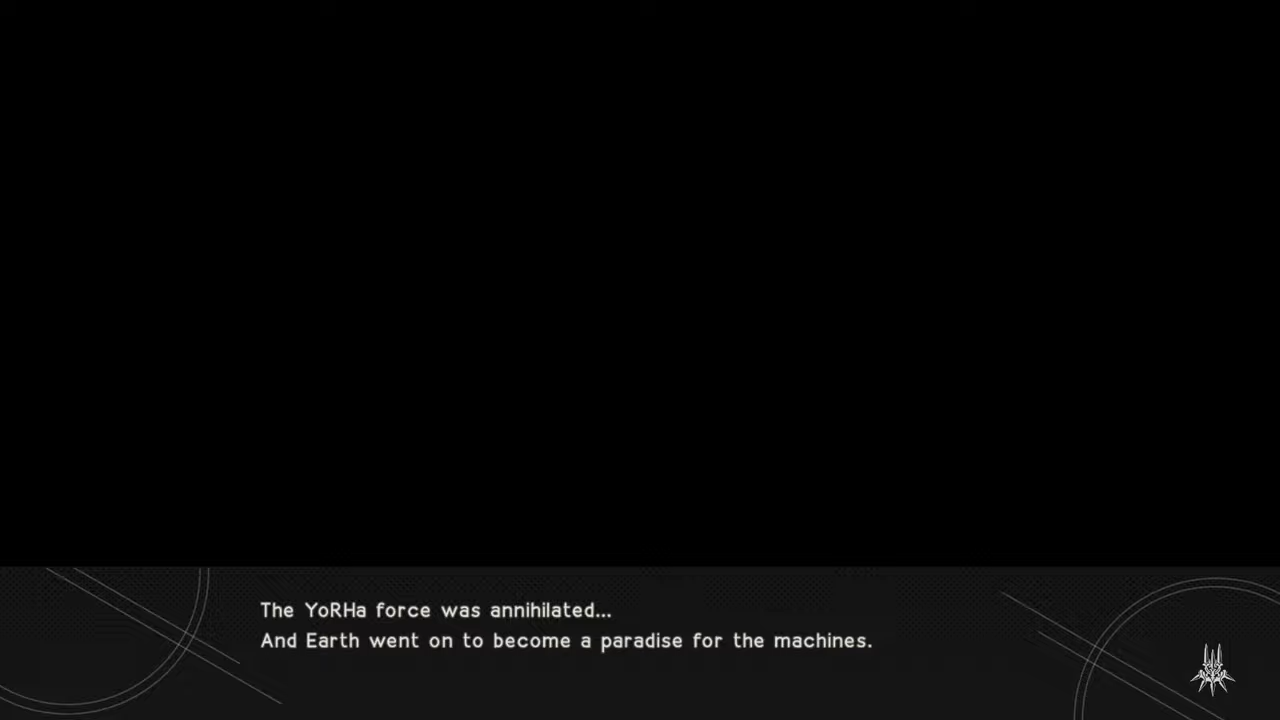 The YoRHa force was annihilated...
And Earth went on to become a paradise for the machines.